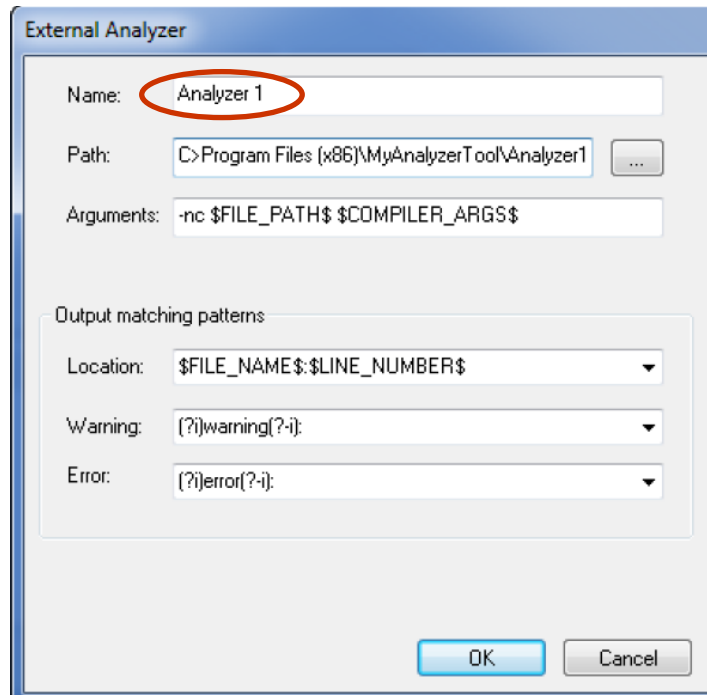 External Analyzer
Name: Analyzer 1
Path: C>Program Files (x86)\MyAnalyzerTool\Analyzer1 ...
Arguments: -nc $FILE_PATH$ $COMPILER_ARGS$
Output matching patterns
Location: $FILE_NAME$:$LINE_NUMBER$
Warning: (?i)warning(?-i):
Error: (?i)error(?-i):
OK Cancel